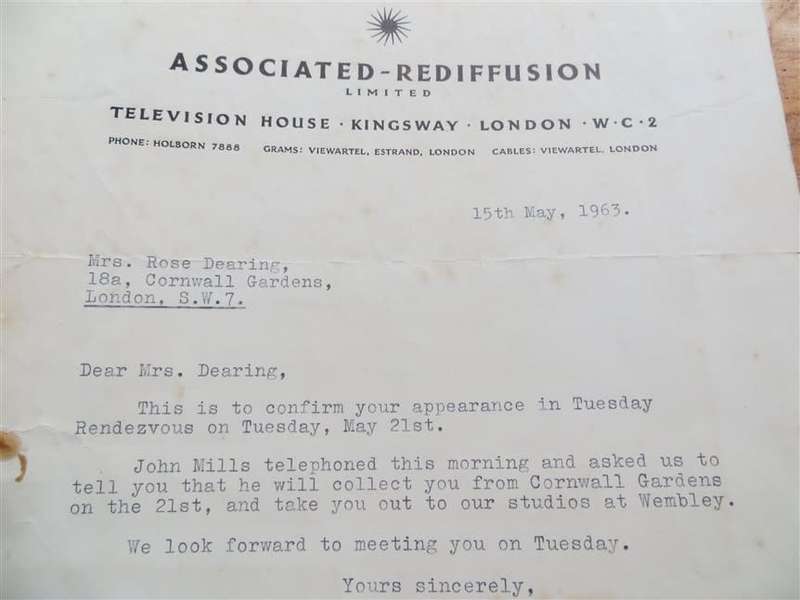 ASSOCIATED-REDIFFUSION
LIMITED
TELEVISION HOUSE · KINGSWAY · LONDON · W·C·2
PHONE: HOLBORN 7888 GRAMS: VIEWARTEL, ESTRAND, LONDON CABLES: VIEWARTEL, LONDON
15th May, 1963.
Mrs. Rose Dearing,
18a, Cornwall Gardens,
London, S.W.7.
Dear Mrs. Dearing,
This is to confirm your appearance in Tuesday
Rendezvous on Tuesday, May 21st.
John Mills telephoned this morning and asked us to
tell you that he will collect you from Cornwall Gardens
on the 21st, and take you out to our studios at Wembley.
We look forward to meeting you on Tuesday.
Yours sincerely,